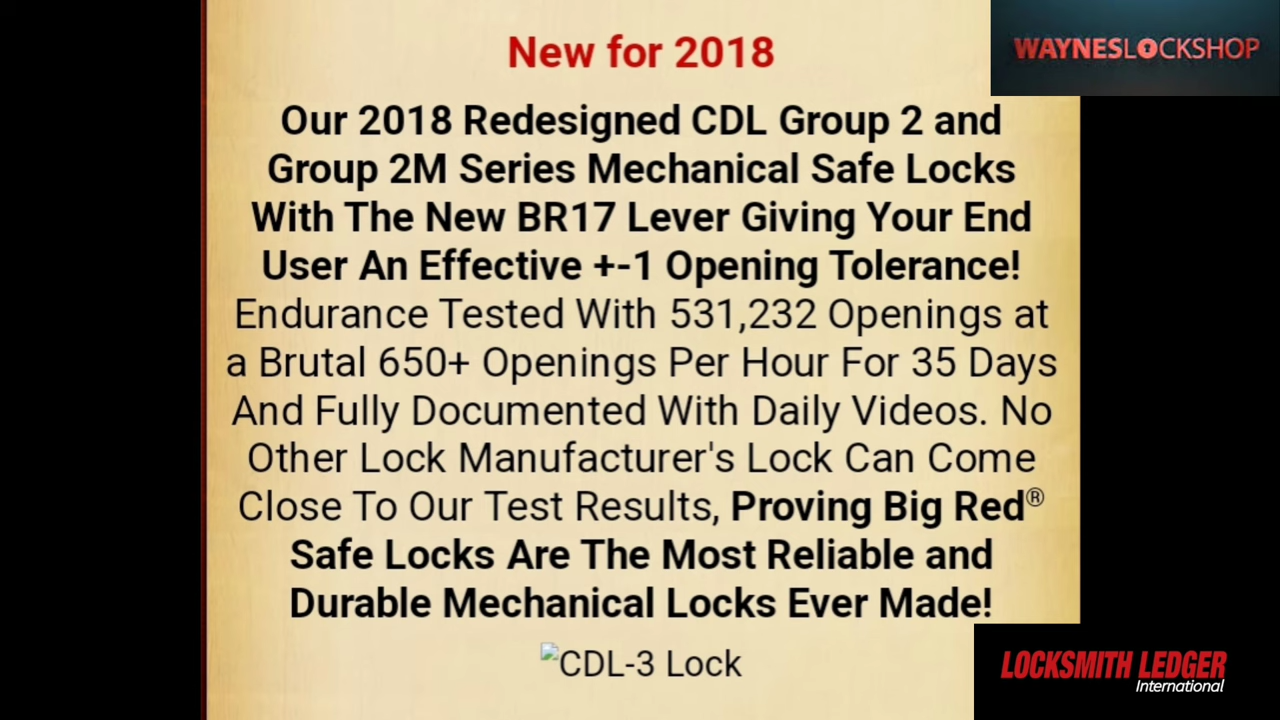 WAYNESLOCKSHOP
New for 2018
Our 2018 Redesigned CDL Group 2 and
Group 2M Series Mechanical Safe Locks
With The New BR17 Lever Giving Your End
User An Effective +-1 Opening Tolerance!
Endurance Tested With 531,232 Openings at
a Brutal 650+ Openings Per Hour For 35 Days
And Fully Documented With Daily Videos. No
Other Lock Manufacturer's Lock Can Come
Close To Our Test Results, Proving Big Red®
Safe Locks Are The Most Reliable and
Durable Mechanical Locks Ever Made!
CDL-3 Lock
LOCKSMITH LEDGER
International